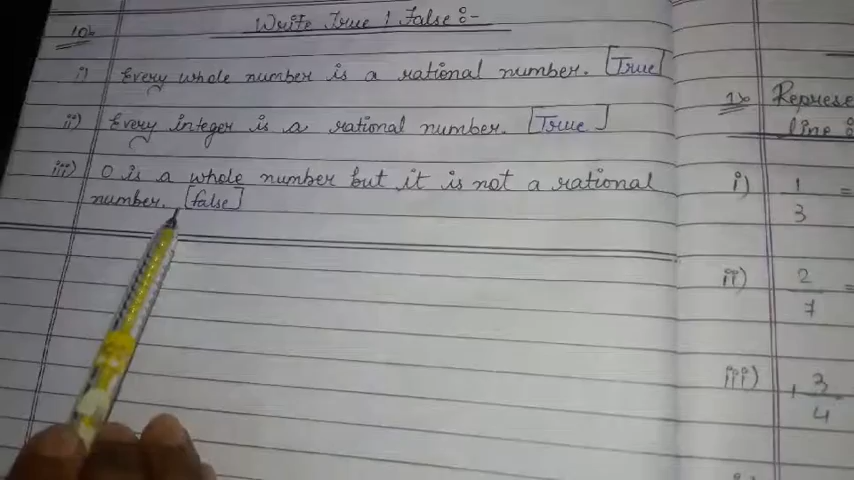 10> Write True / False :-
i) Every whole number is a rational number. [True]
ii) Every integer is a rational number. [True]
iii) 0 is a whole number but it is not a rational
number. [false]
1> Represe
line :
i) 1/3 =
ii) 2/7 =
iii) 3/4